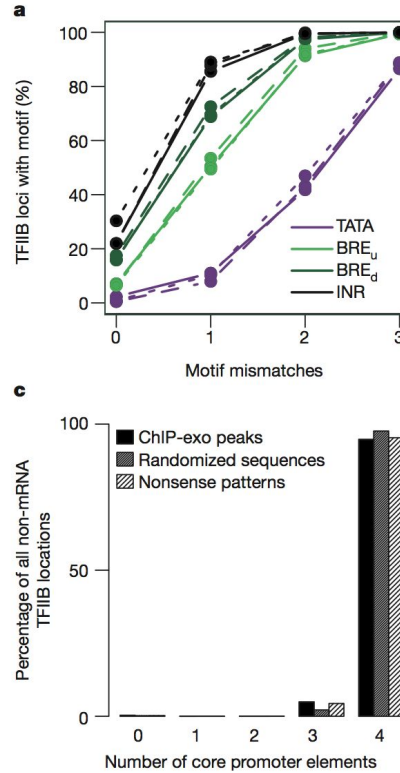 a
TFIIB loci with motif (%)
100
80
60
40
20
0
TATA
BREu
BREd
INR
0 1 2 3
Motif mismatches
c
Percentage of all non-mRNA
TFIIB locations
100
50
0
ChIP-exo peaks
Randomized sequences
Nonsense patterns
0 1 2 3 4
Number of core promoter elements